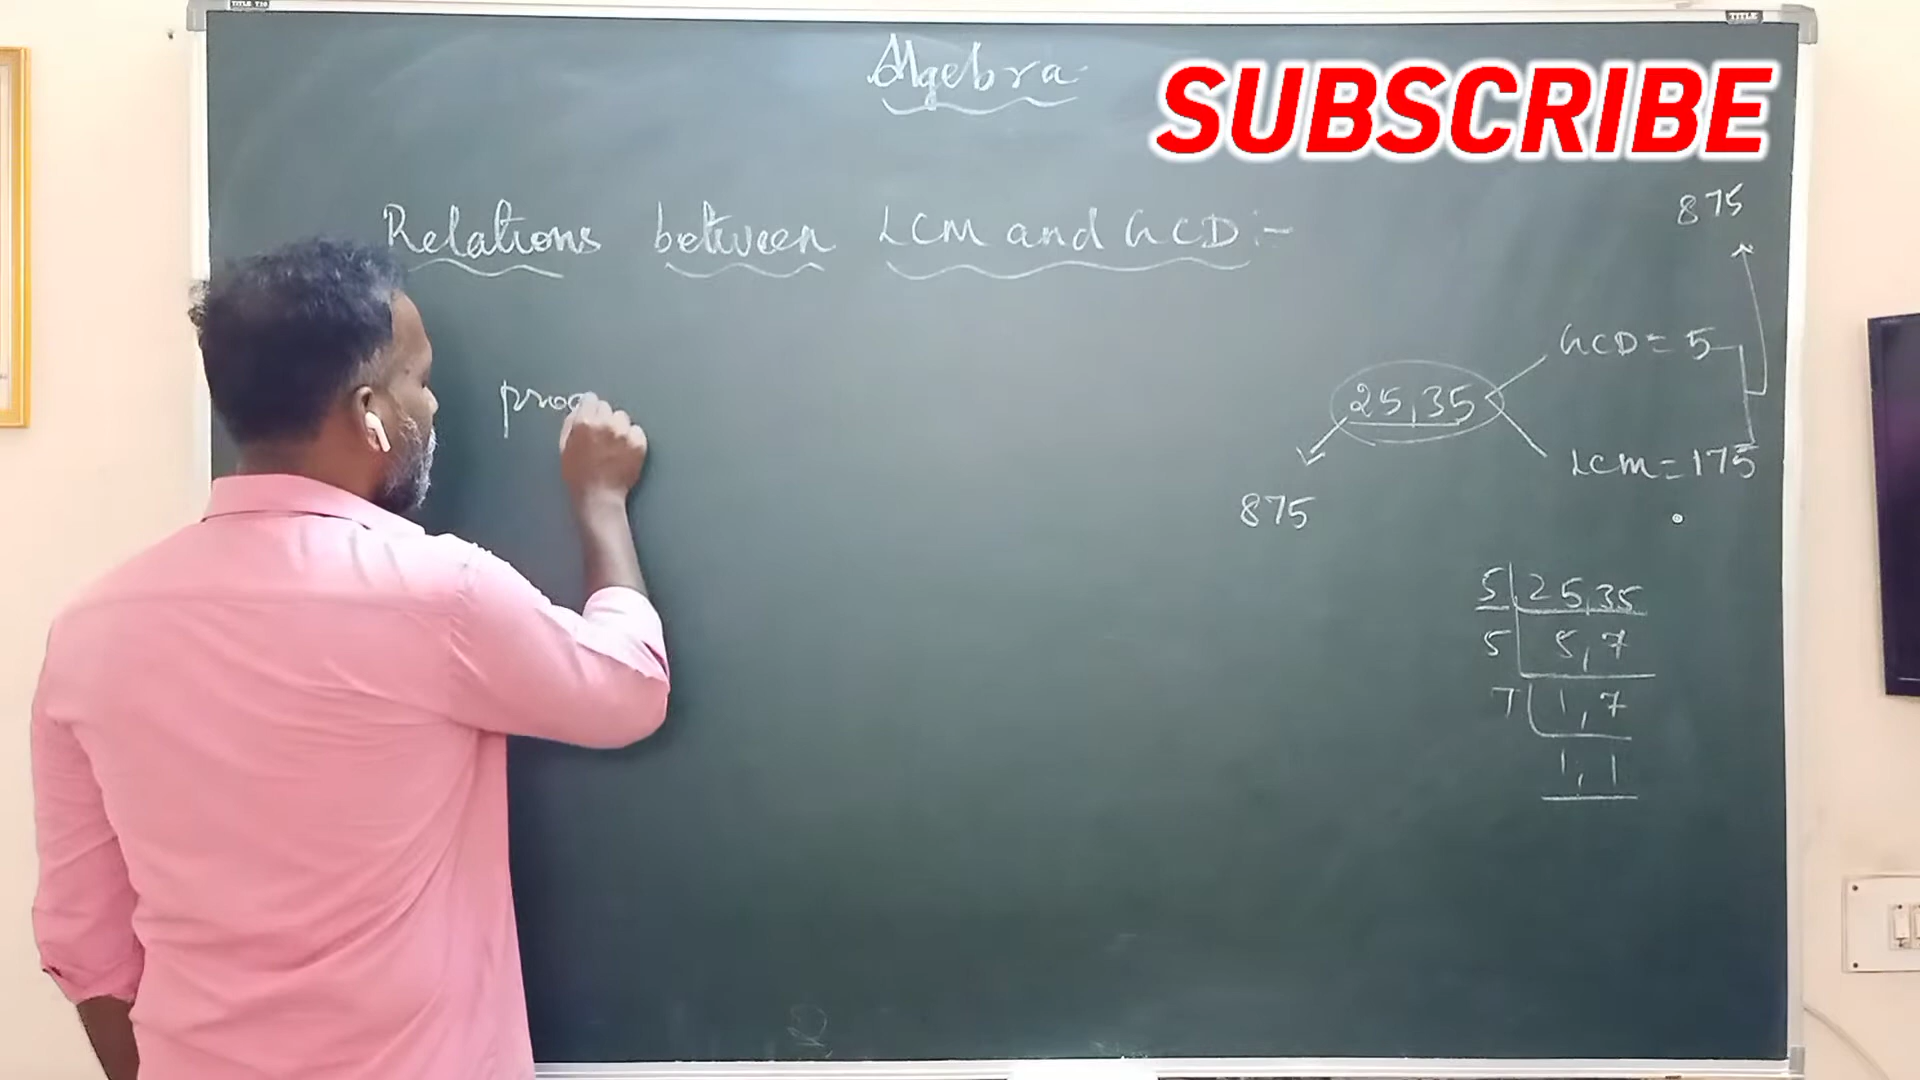 Algebra
SUBSCRIBE
875
Relations between LCM and GCD :-
GCD = 5
25,35
LCM = 175
875
5 25,35
5 5,7
7 1,7
1,1
TITLE